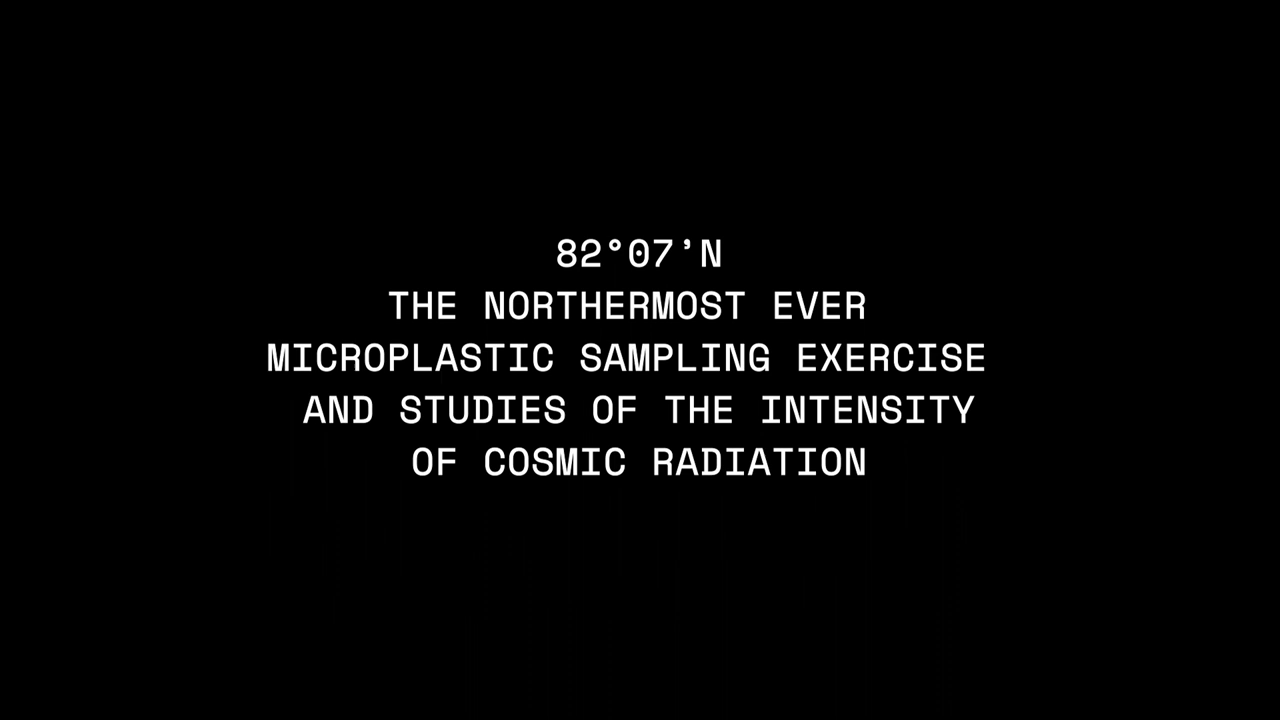 82°07’N
THE NORTHERMOST EVER
MICROPLASTIC SAMPLING EXERCISE
AND STUDIES OF THE INTENSITY
OF COSMIC RADIATION